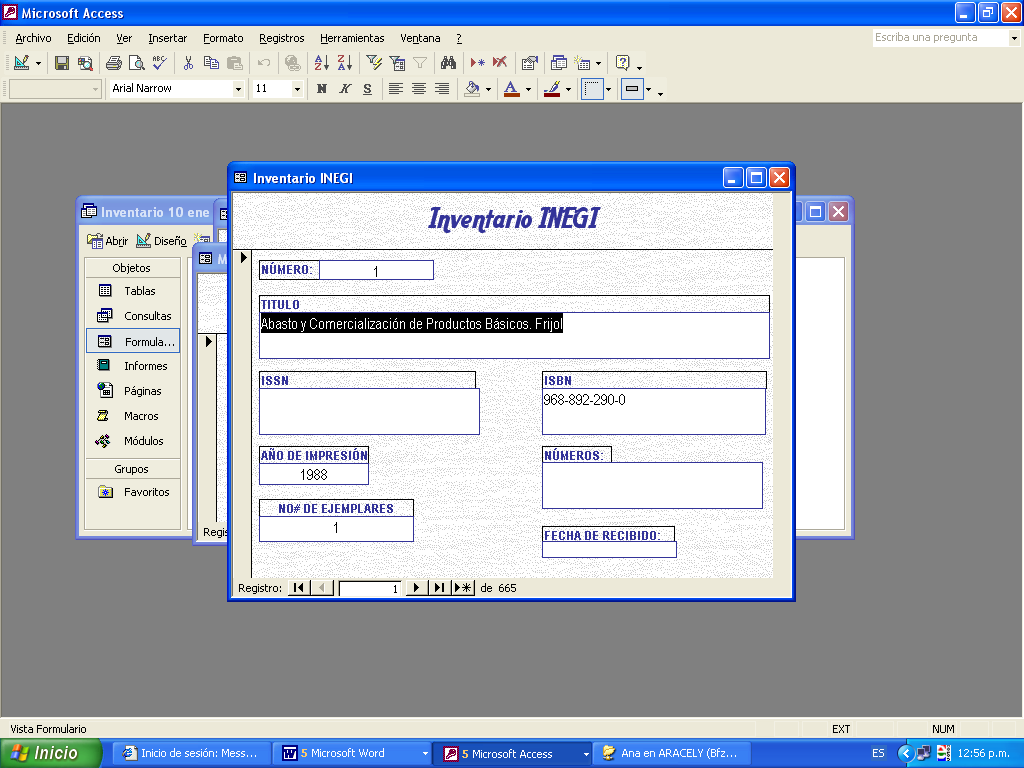 Microsoft Access
Archivo Edición Ver Insertar Formato Registros Herramientas Ventana ? Escriba una pregunta
Arial Narrow 11 N K S
Inventario INEGI
Inventario 10 ene
Inventario INEGI
Abrir Diseño
Objetos
Tablas
Consultas
Formula...
Informes
Páginas
Macros
Módulos
Grupos
Favoritos
M
Regis
NÚMERO: 1
TITULO
Abasto y Comercialización de Productos Básicos. Frijol
ISSN
ISBN
968-892-290-0
AÑO DE IMPRESIÓN
1988
NÚMEROS:
NO# DE EJEMPLARES
1
FECHA DE RECIBIDO:
Registro: 1 de 665
Vista Formulario EXT NUM
Inicio Inicio de sesión: Mess... 5 Microsoft Word 5 Microsoft Access Ana en ARACELY (Bfz... ES 12:56 p.m.